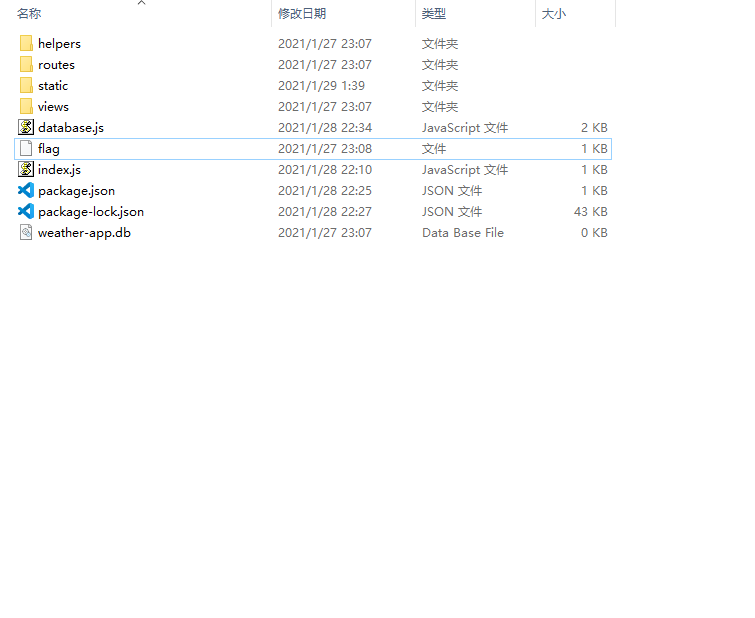 名称 修改日期 类型 大小
helpers 2021/1/27 23:07 文件夹
routes 2021/1/27 23:07 文件夹
static 2021/1/29 1:39 文件夹
views 2021/1/27 23:07 文件夹
database.js 2021/1/28 22:34 JavaScript 文件 2 KB
flag 2021/1/27 23:08 文件 1 KB
index.js 2021/1/28 22:10 JavaScript 文件 1 KB
package.json 2021/1/28 22:25 JSON 文件 1 KB
package-lock.json 2021/1/28 22:27 JSON 文件 43 KB
weather-app.db 2021/1/27 23:07 Data Base File 0 KB